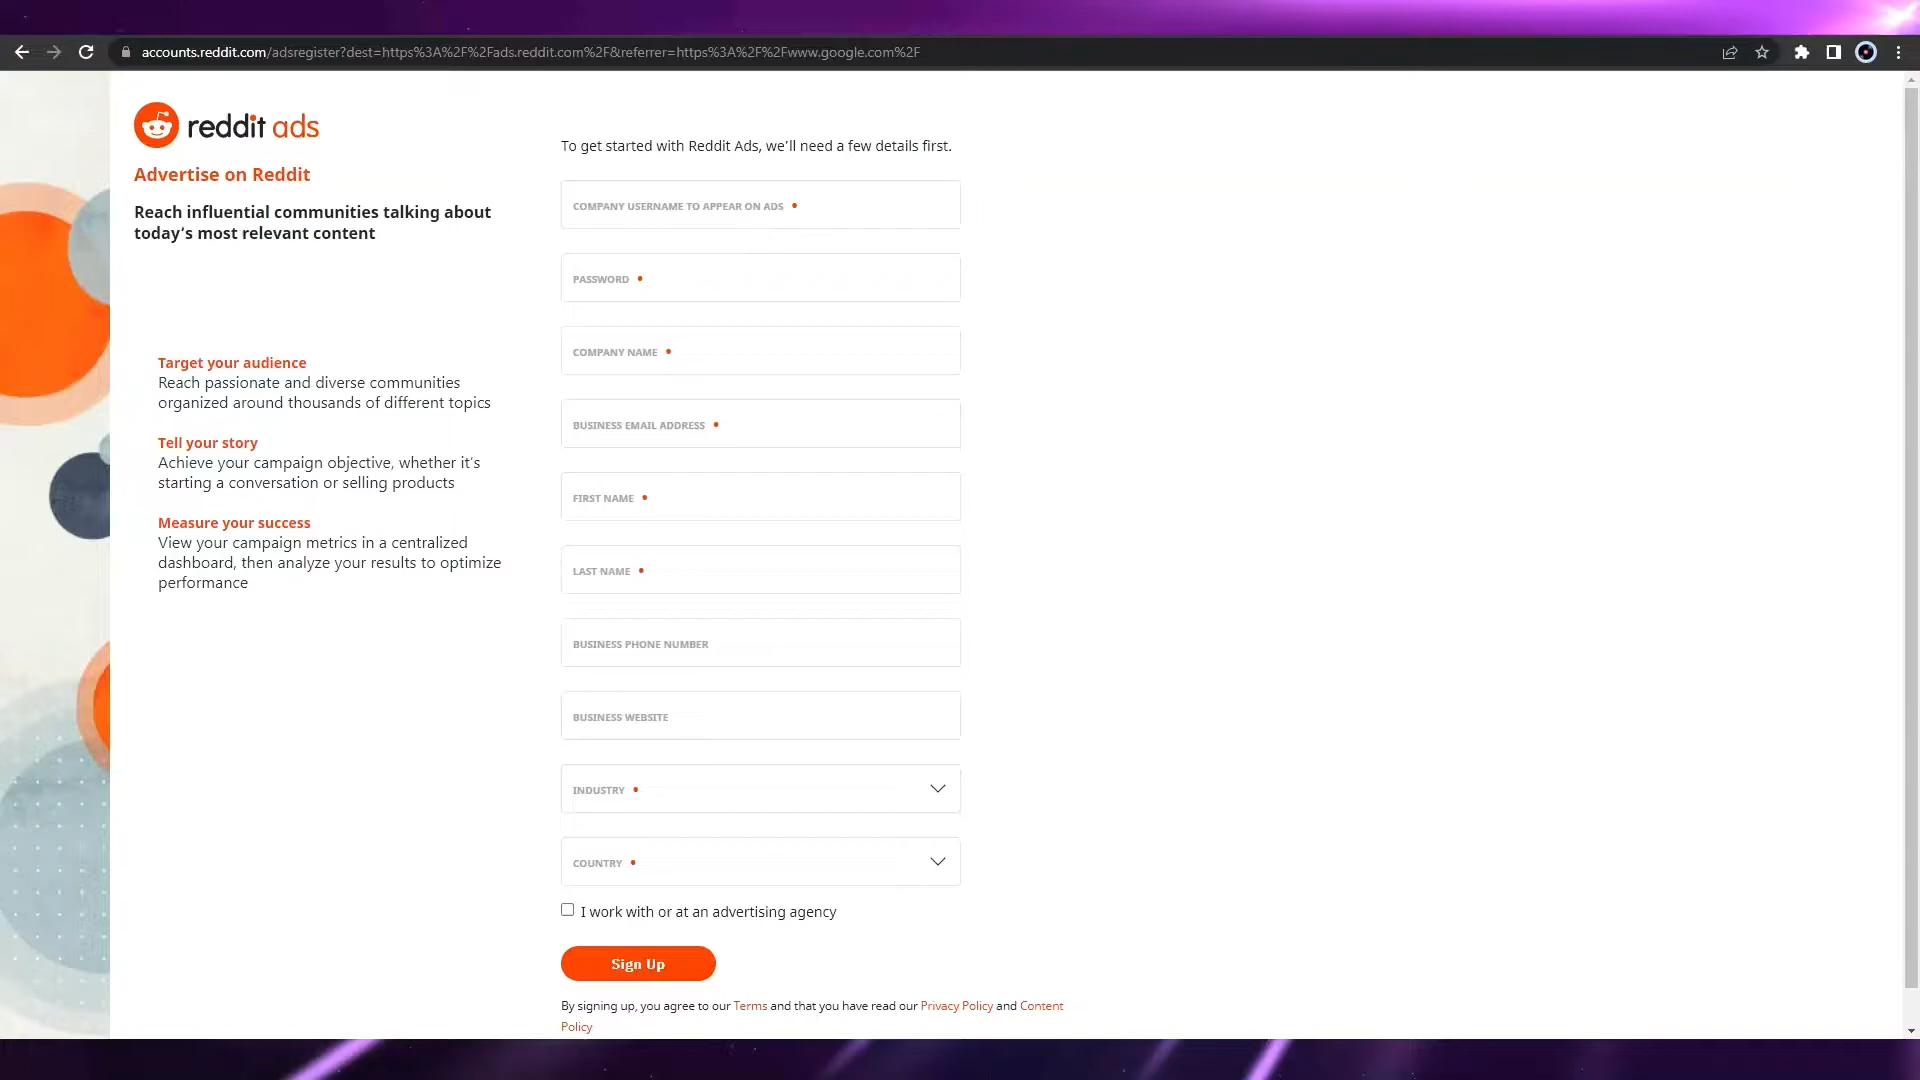 accounts.reddit.com/adsregister?dest=https%3A%2F%2Fads.reddit.com%2F&referrer=https%3A%2F%2Fwww.google.com%2F
reddit ads
Advertise on Reddit
Reach influential communities talking about
today's most relevant content
Target your audience
Reach passionate and diverse communities
organized around thousands of different topics
Tell your story
Achieve your campaign objective, whether it's
starting a conversation or selling products
Measure your success
View your campaign metrics in a centralized
dashboard, then analyze your results to optimize
performance
To get started with Reddit Ads, we'll need a few details first.
COMPANY USERNAME TO APPEAR ON ADS
PASSWORD
COMPANY NAME
BUSINESS EMAIL ADDRESS
FIRST NAME
LAST NAME
BUSINESS PHONE NUMBER
BUSINESS WEBSITE
INDUSTRY
COUNTRY
I work with or at an advertising agency
Sign Up
By signing up, you agree to our Terms and that you have read our Privacy Policy and Content
Policy